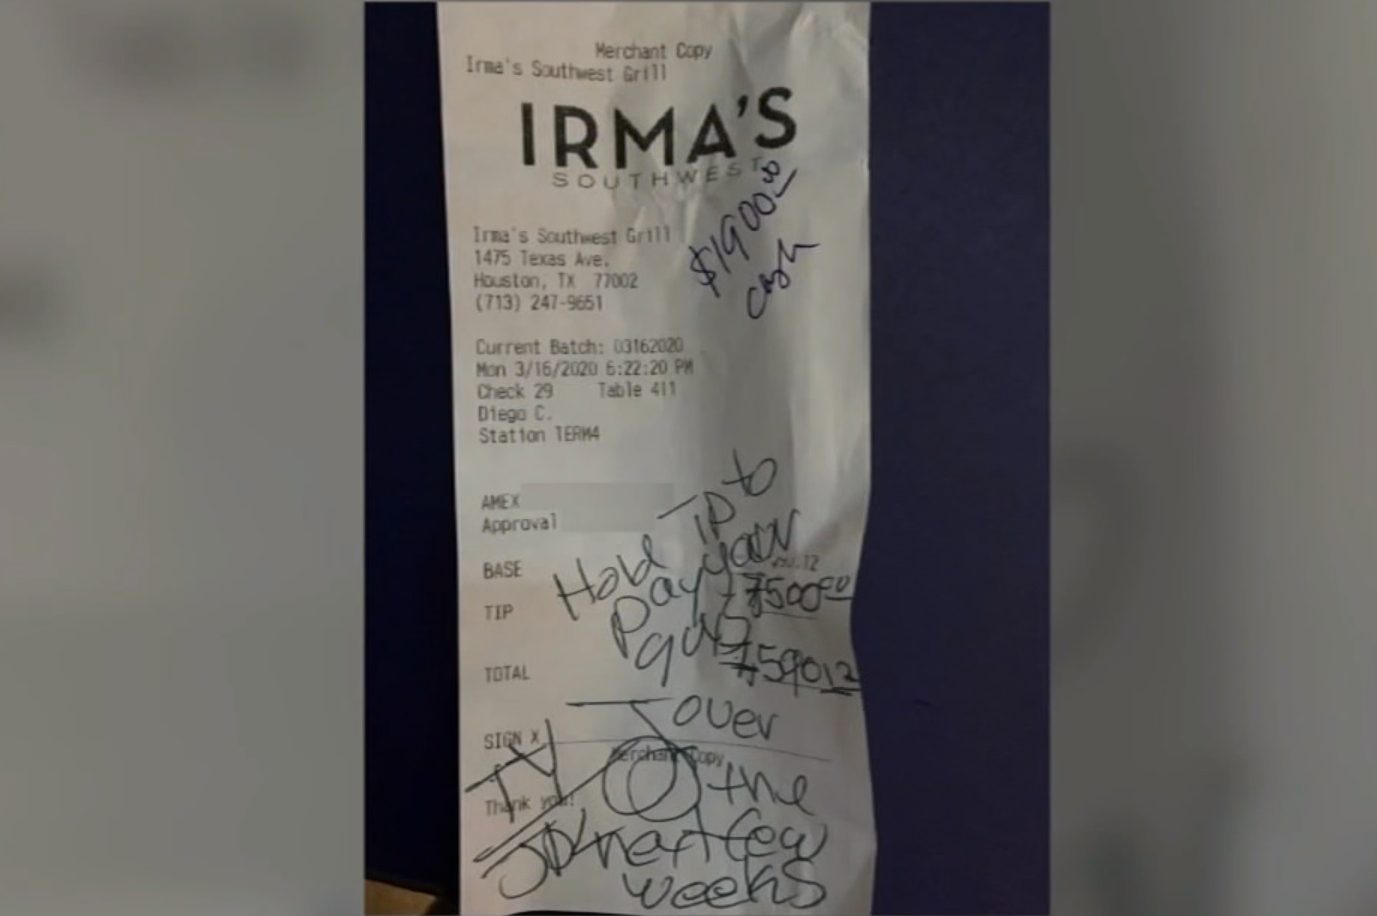 Merchant Copy
Irma's Southwest Grill
IRMA'S
SOUTHWEST
$1900.00
cash
Irma's Southwest Grill
1475 Texas Ave.
Houston, TX 77002
(713) 247-9651
Current Batch: 03162020
Mon 3/16/2020 6:22:20 PM
Check 29 Table 411
Diego C.
Station TERM4
AMEX
Approval
BASE
TIP 7500.00
TOTAL 7590.12
Hold TIP to
Pay your
guys
over
SIGN X
Merchant Copy
the
Thank you!
next few
weeks